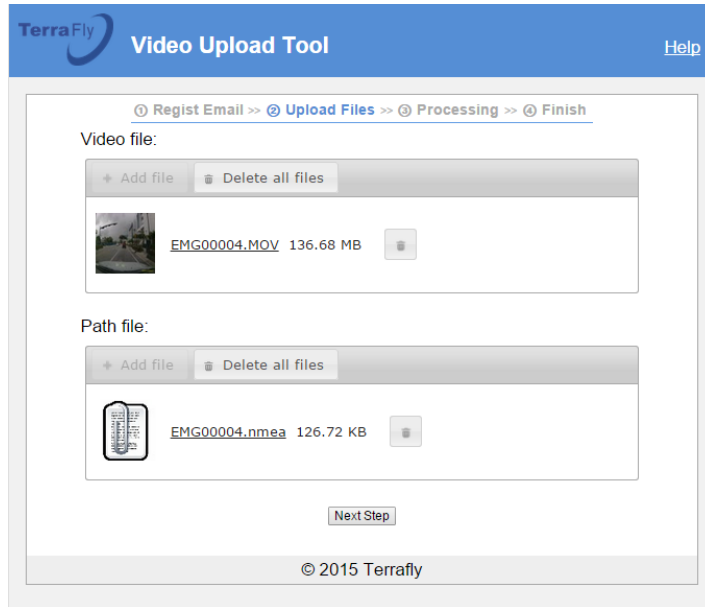 TerraFly
Video Upload Tool
Help
① Regist Email >> ② Upload Files >> ③ Processing >> ④ Finish
Video file:
+ Add file Delete all files
EMG00004.MOV 136.68 MB
Path file:
+ Add file Delete all files
EMG00004.nmea 126.72 KB
Next Step
© 2015 Terrafly